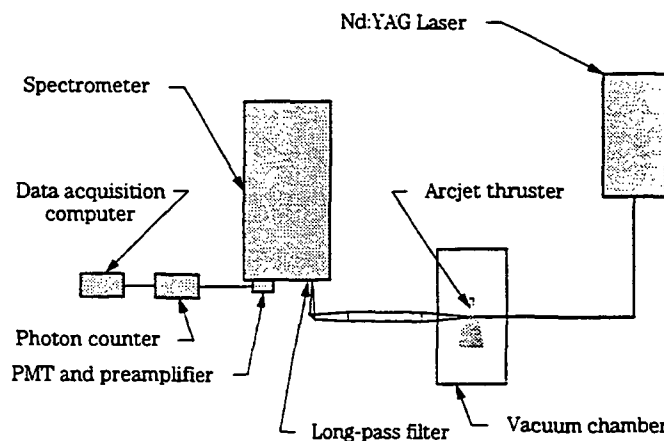 Nd:YAG Laser
Spectrometer
Data acquisition
computer
Arcjet thruster
Photon counter
PMT and preamplifier
Long-pass filter
Vacuum chamber